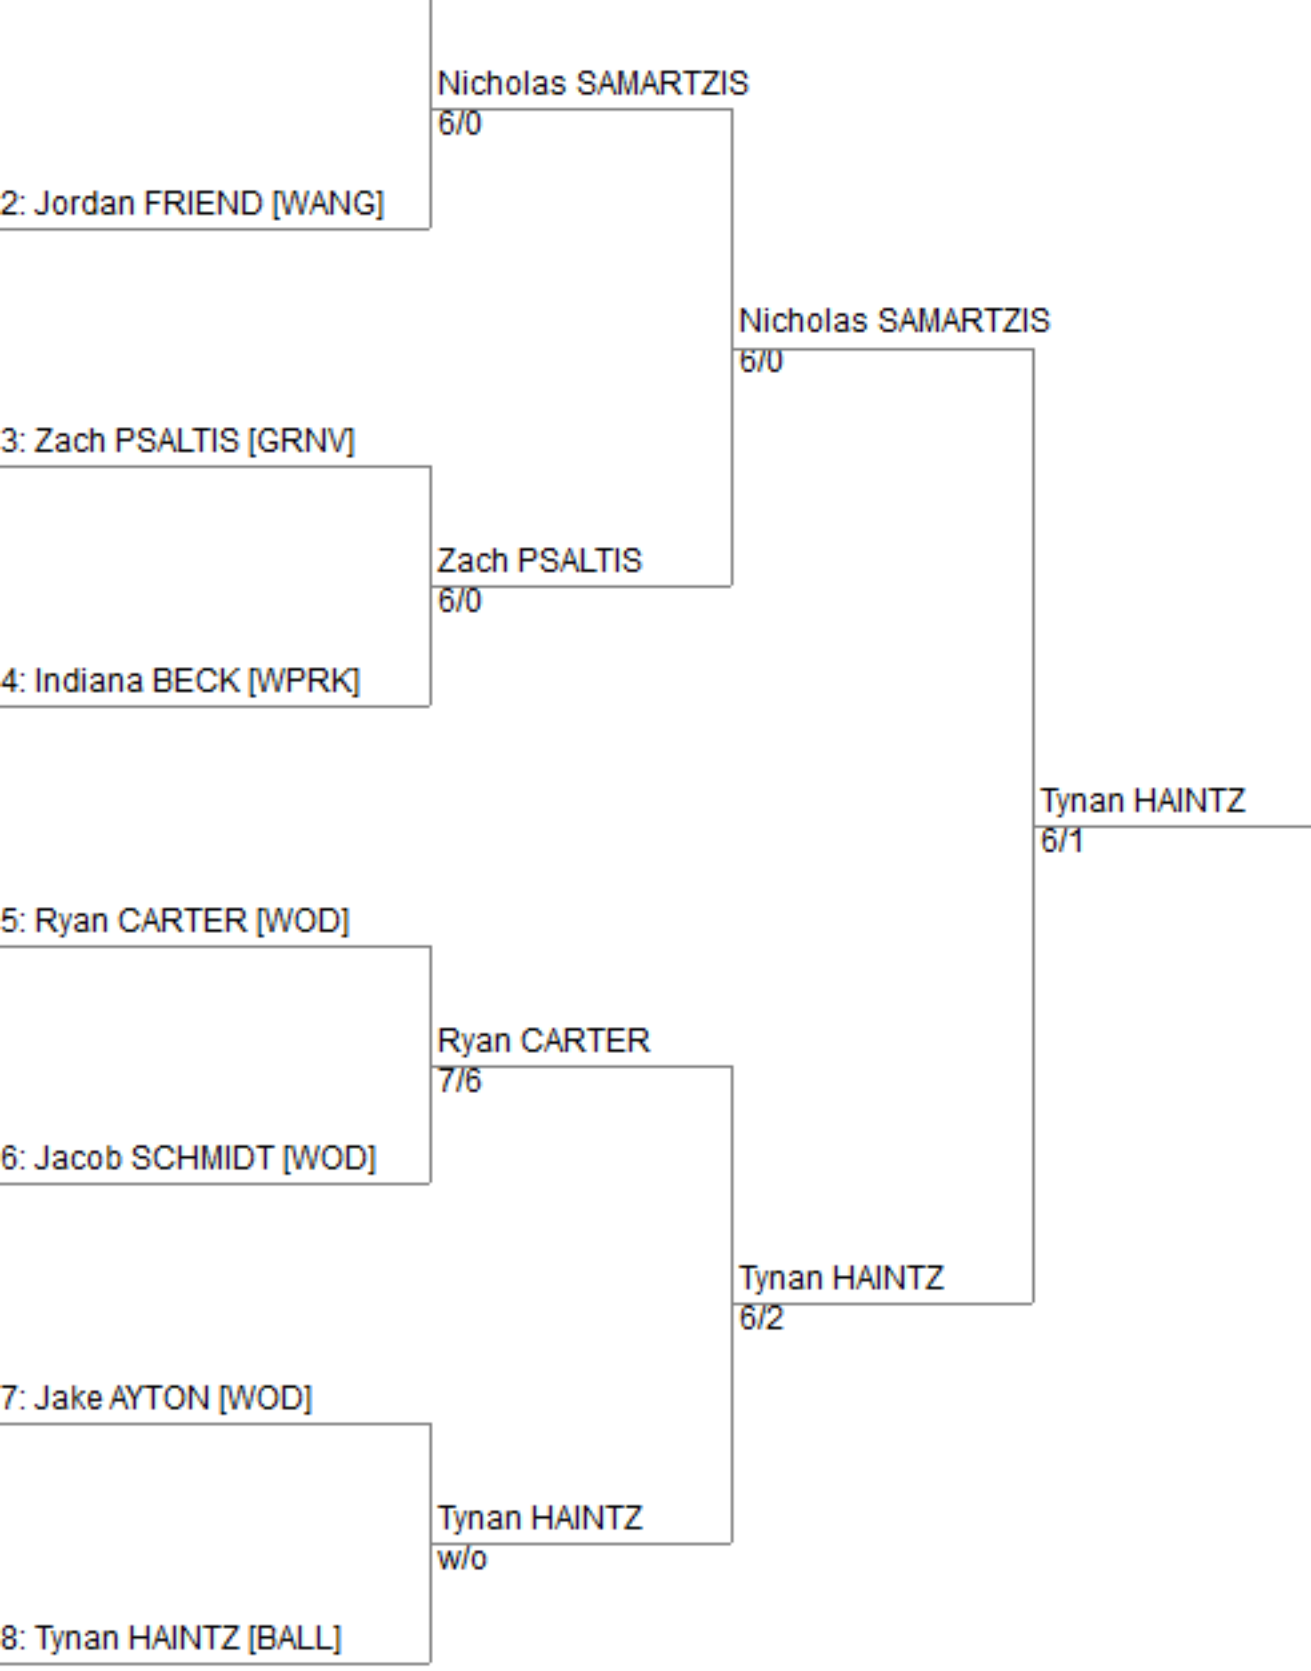 Nicholas SAMARTZIS
6/0
2: Jordan FRIEND [WANG]
Nicholas SAMARTZIS
6/0
3: Zach PSALTIS [GRNV]
Zach PSALTIS
6/0
4: Indiana BECK [WPRK]
Tynan HAINTZ
6/1
5: Ryan CARTER [WOD]
Ryan CARTER
7/6
6: Jacob SCHMIDT [WOD]
Tynan HAINTZ
6/2
7: Jake AYTON [WOD]
Tynan HAINTZ
w/o
8: Tynan HAINTZ [BALL]